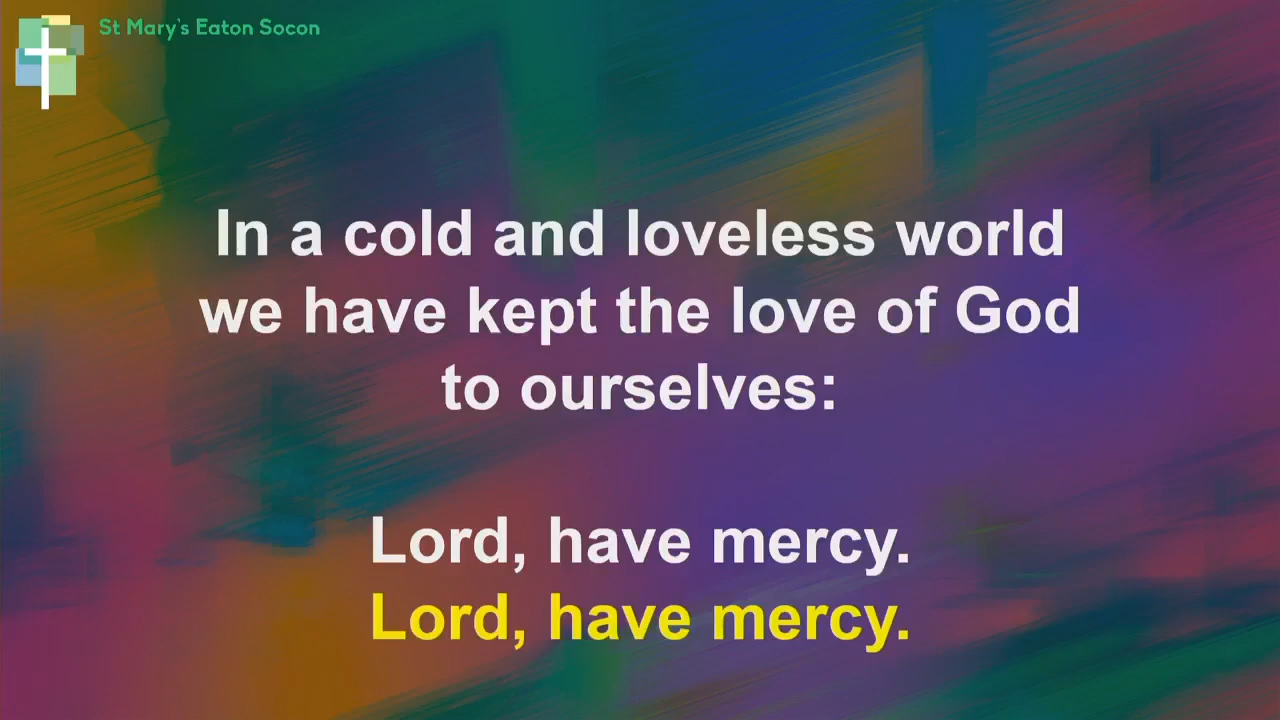 St Mary's Eaton Socon
In a cold and loveless world
we have kept the love of God
to ourselves:
Lord, have mercy.
Lord, have mercy.